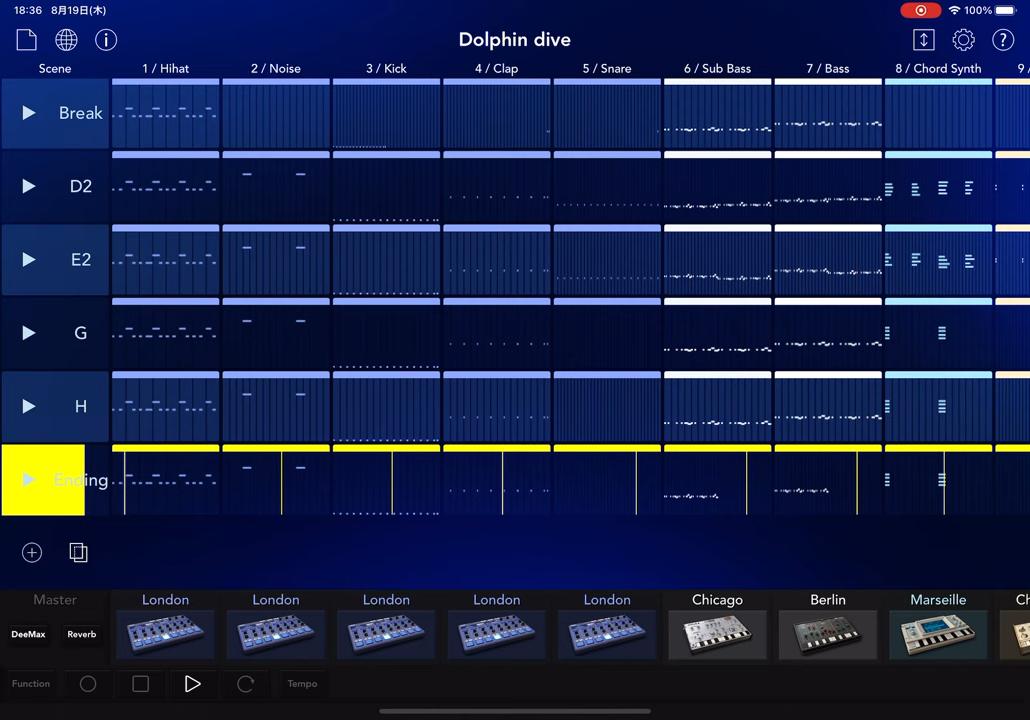 18:36 8月19日(木)
100%
Dolphin dive
Scene 1 / Hihat 2 / Noise 3 / Kick 4 / Clap 5 / Snare 6 / Sub Bass 7 / Bass 8 / Chord Synth 9 /
Break
D2
E2
G
H
Ending
Master London London London London London Chicago Berlin Marseille Ch
DeeMax Reverb
Function Tempo